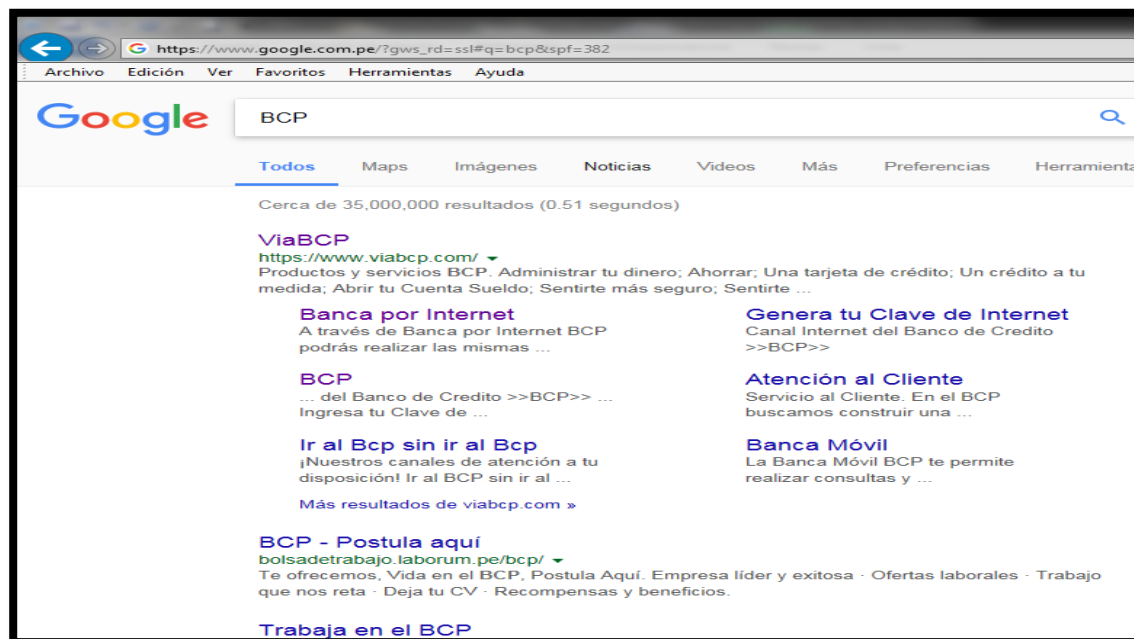 https://www.google.com.pe/?gws_rd=ssl#q=bcp&spf=382
Archivo Edición Ver Favoritos Herramientas Ayuda
Google BCP
Todos Maps Imágenes Noticias Videos Más Preferencias Herramienta
Cerca de 35,000,000 resultados (0.51 segundos)
ViaBCP
https://www.viabcp.com/
Productos y servicios BCP. Administrar tu dinero; Ahorrar; Una tarjeta de crédito; Un crédito a tu
medida; Abrir tu Cuenta Sueldo; Sentirte más seguro; Sentirte ...
Banca por Internet
A través de Banca por Internet BCP
podrás realizar las mismas ...
Genera tu Clave de Internet
Canal Internet del Banco de Credito
>>BCP>>
BCP
... del Banco de Credito >>BCP>> ...
Ingresa tu Clave de ...
Atención al Cliente
Servicio al Cliente. En el BCP
buscamos construir una ...
Ir al Bcp sin ir al Bcp
¡Nuestros canales de atención a tu
disposición! Ir al BCP sin ir al ...
Banca Móvil
La Banca Móvil BCP te permite
realizar consultas y ...
Más resultados de viabcp.com »
BCP - Postula aquí
bolsadetrabajo.laborum.pe/bcp/
Te ofrecemos, Vida en el BCP, Postula Aquí. Empresa líder y exitosa · Ofertas laborales · Trabajo
que nos reta · Deja tu CV · Recompensas y beneficios.
Trabaja en el BCP